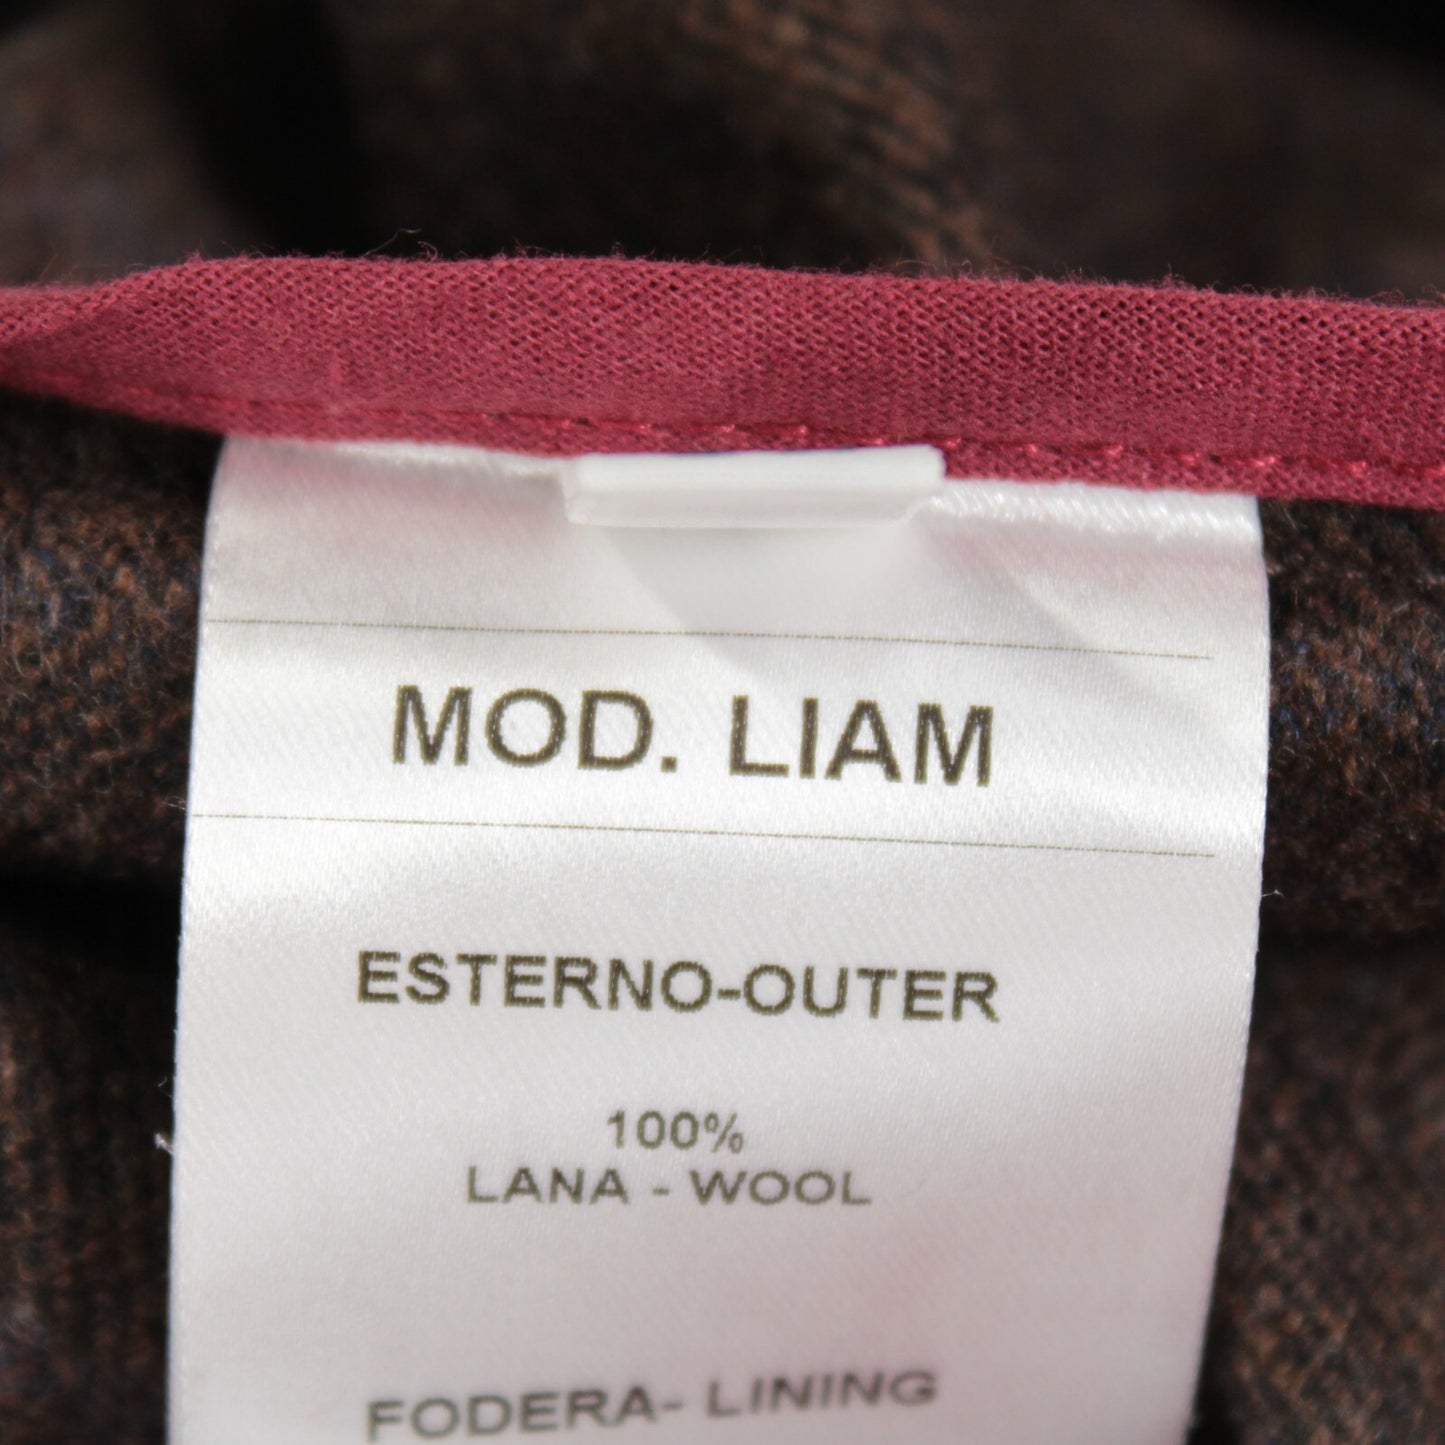 MOD. LIAM
ESTERNO-OUTER
100%
LANA - WOOL
FODERA- LINING